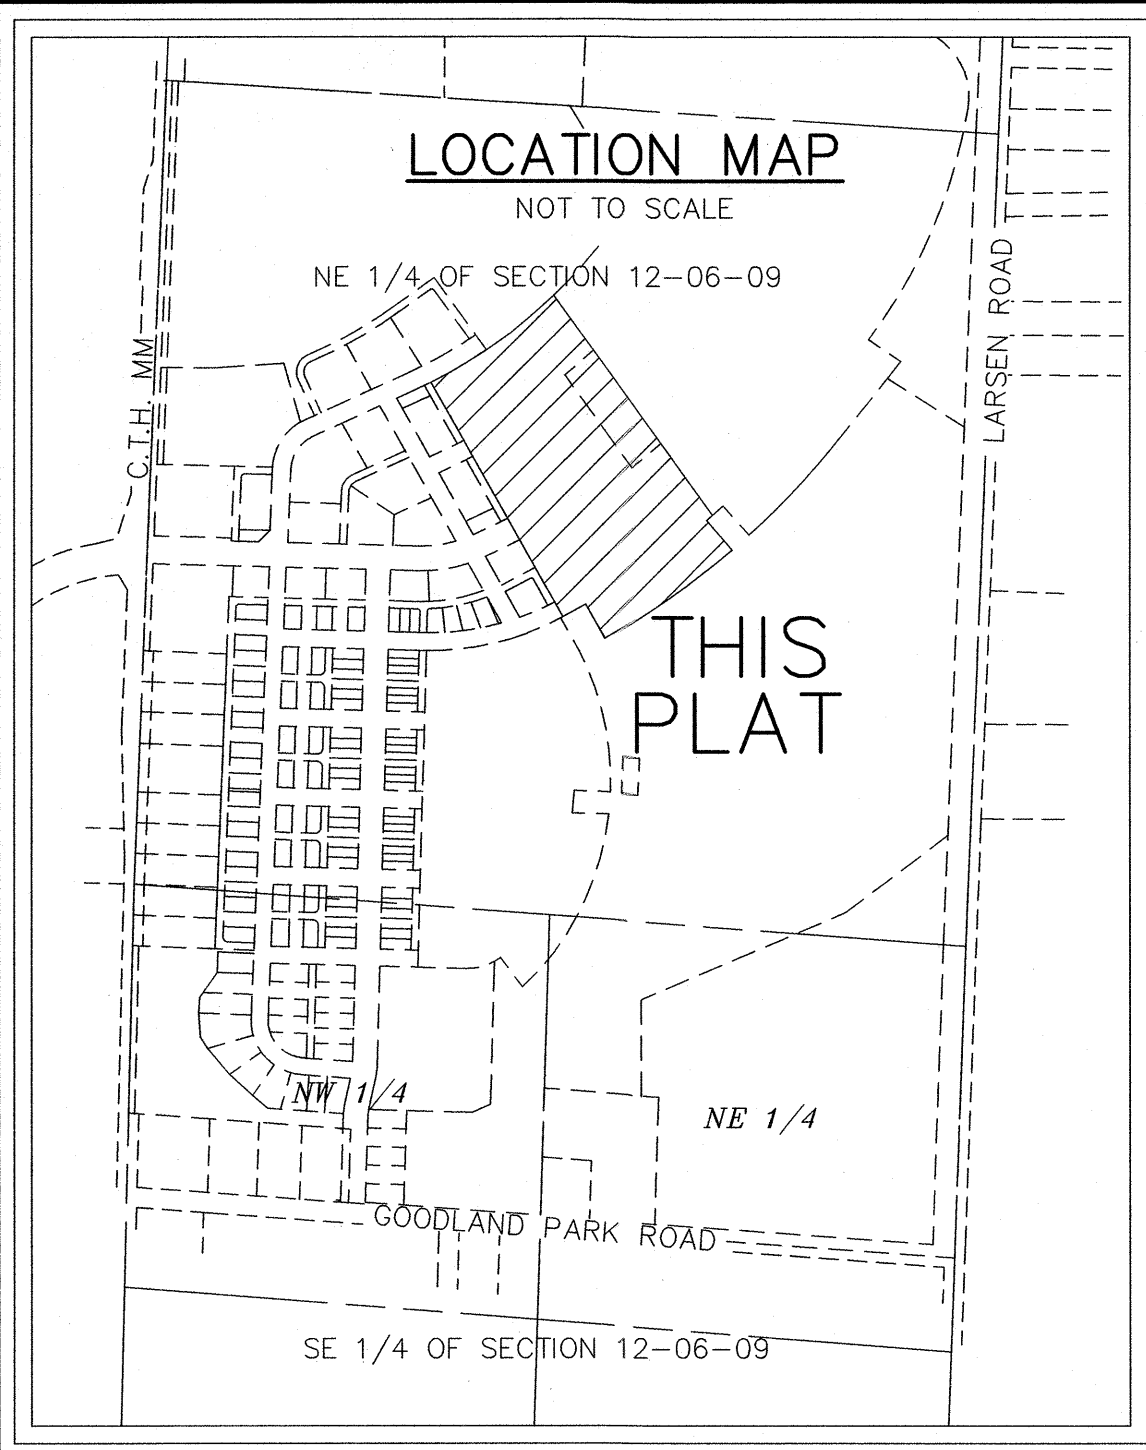 LOCATION MAP
NOT TO SCALE
NE 1/4 OF SECTION 12-06-09
C.T.H. MM
LARSEN ROAD
THIS
PLAT
NW 1/4
NE 1/4
GOODLAND PARK ROAD
SE 1/4 OF SECTION 12-06-09